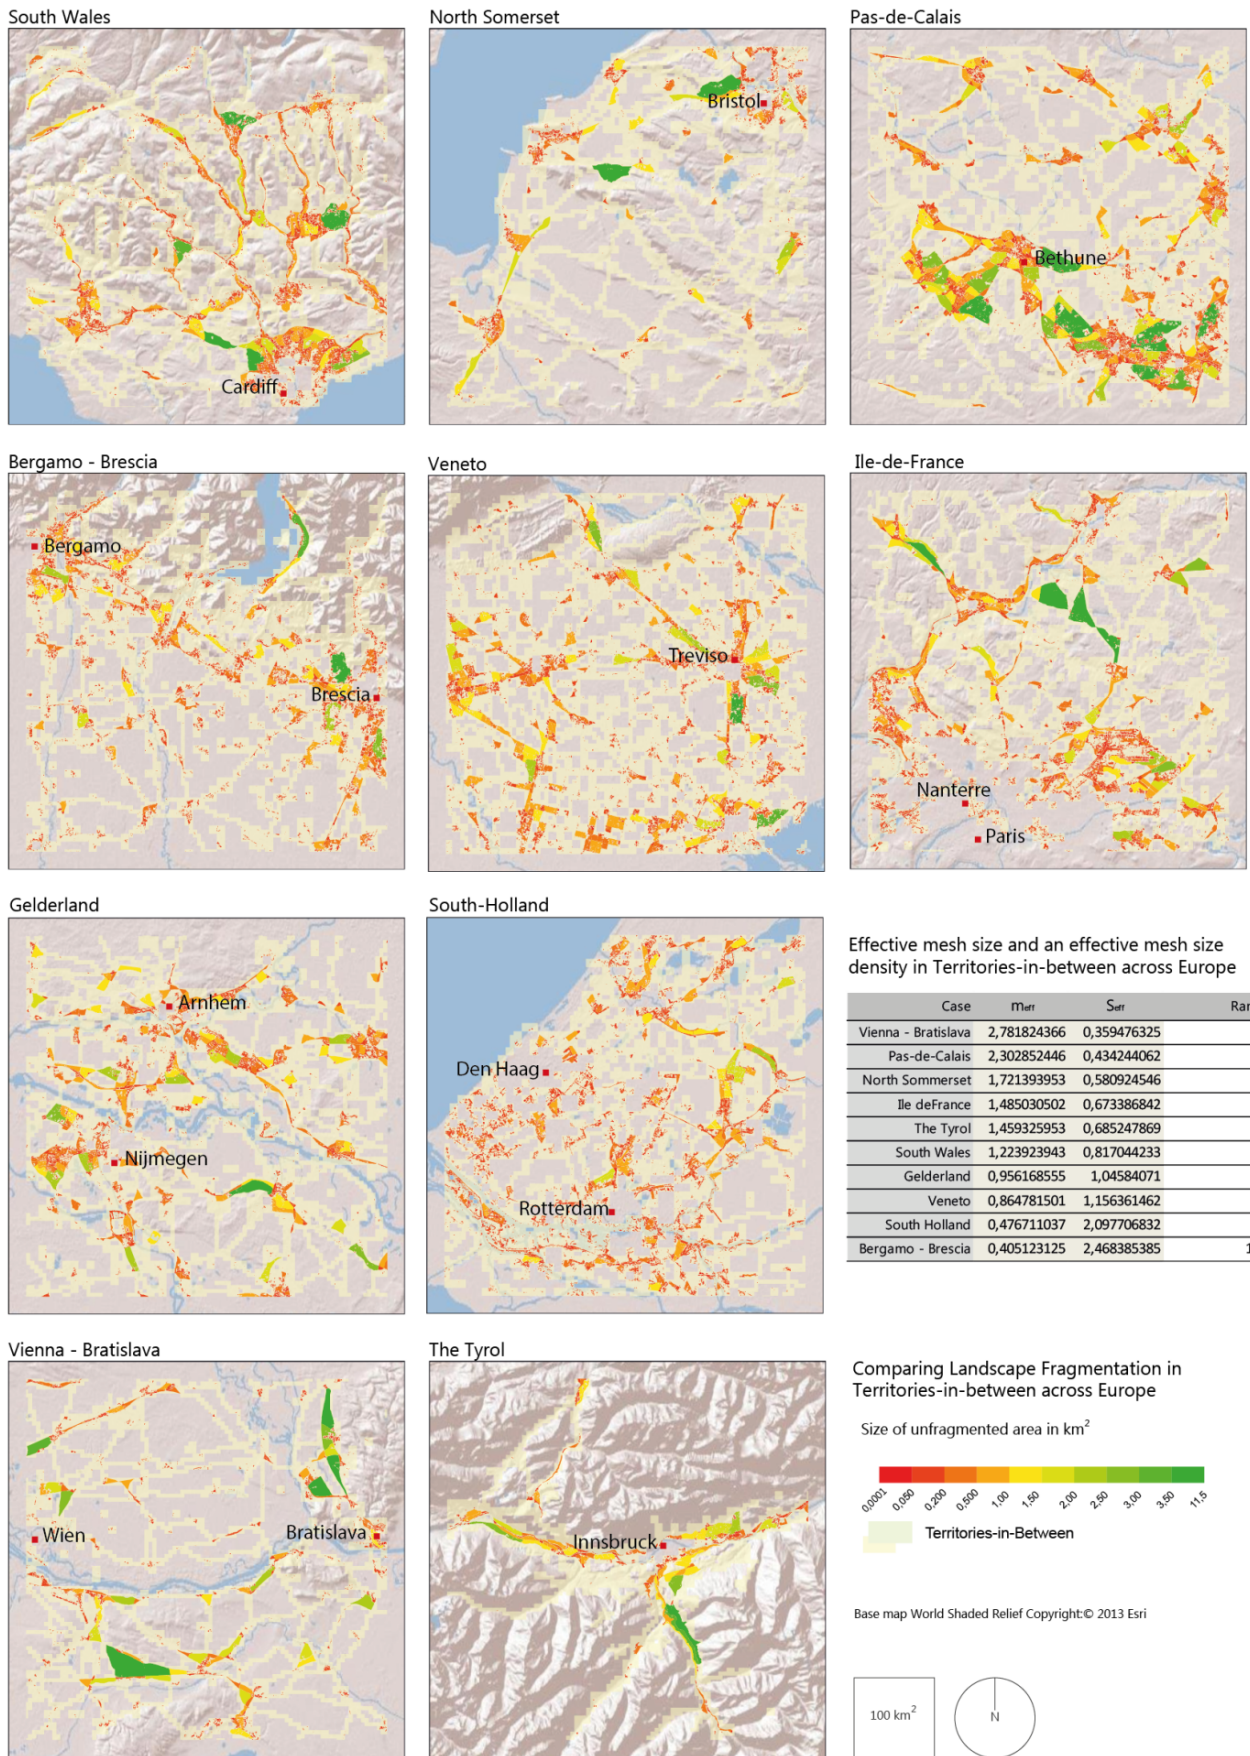 South Wales
North Somerset
Pas-de-Calais
Bristol
Bethune
Cardiff
Bergamo - Brescia
Veneto
Ile-de-France
Bergamo
Treviso
Brescia
Nanterre
Paris
Gelderland
South-Holland
Arnhem
Den Haag
Nijmegen
Rotterdam
Effective mesh size and an effective mesh size
density in Territories-in-between across Europe
Case meff Seff Ran
Vienna - Bratislava 2,781824366 0,359476325
Pas-de-Calais 2,302852446 0,434244062
North Sommerset 1,721393953 0,580924546
Ile deFrance 1,485030502 0,673386842
The Tyrol 1,459325953 0,685247869
South Wales 1,223923943 0,817044233
Gelderland 0,956168555 1,04584071
Veneto 0,864781501 1,156361462
South Holland 0,476711037 2,097706832
Bergamo - Brescia 0,405123125 2,468385385 1
Vienna - Bratislava
The Tyrol
Wien
Bratislava
Innsbruck
Comparing Landscape Fragmentation in
Territories-in-between across Europe
Size of unfragmented area in km²
0,0001 0,050 0,200 0,500 1,00 1,50 2,00 2,50 3,00 3,50 11,5
Territories-in-Between
Base map World Shaded Relief Copyright:© 2013 Esri
100 km²
N